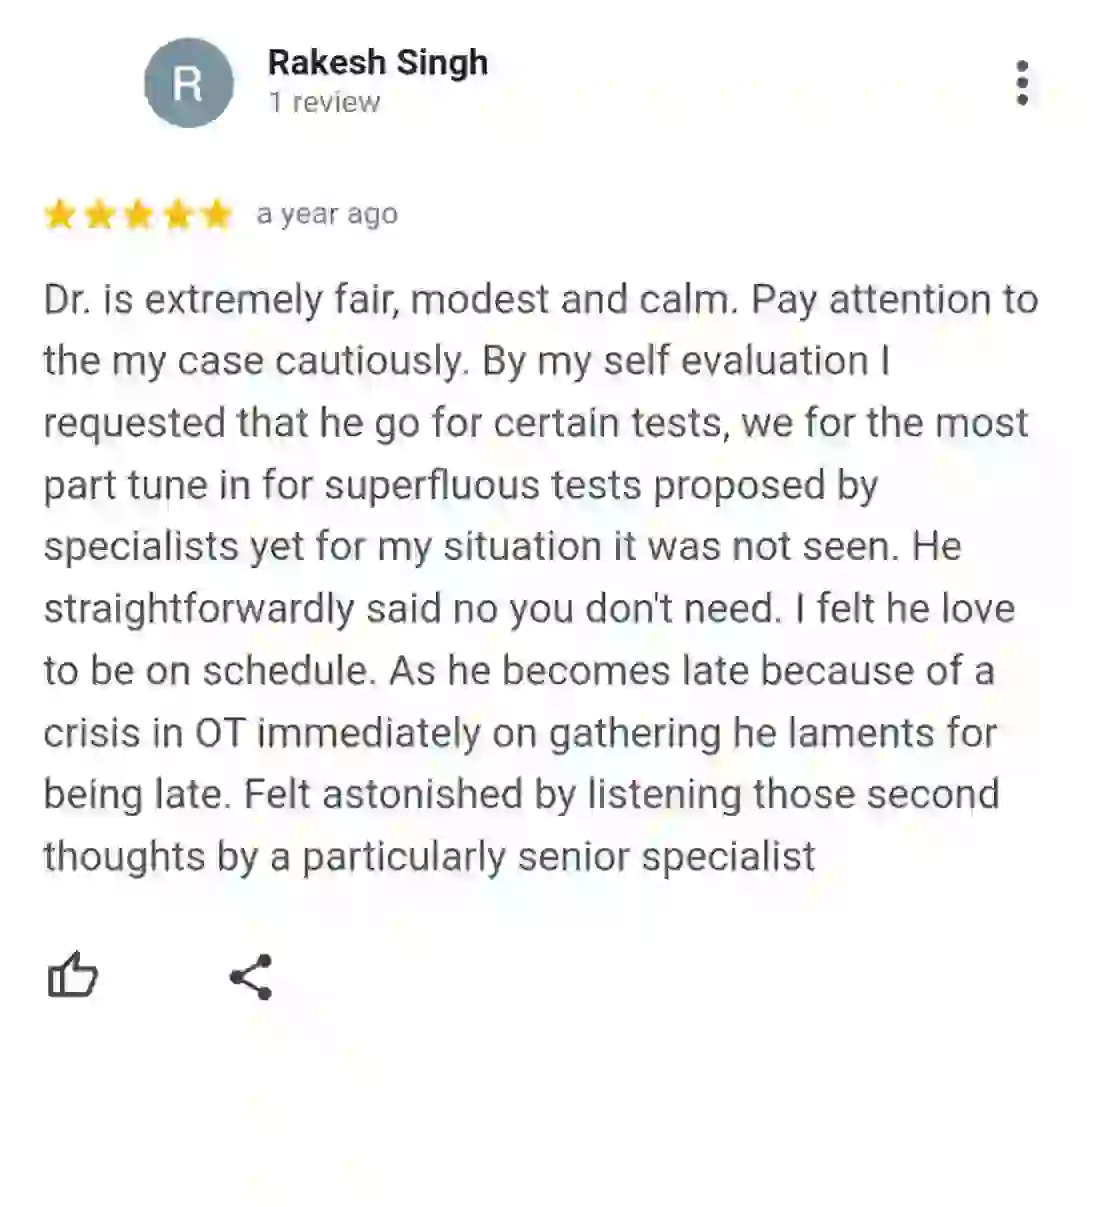 R
Rakesh Singh
1 review
a year ago
Dr. is extremely fair, modest and calm. Pay attention to
the my case cautiously. By my self evaluation I
requested that he go for certain tests, we for the most
part tune in for superfluous tests proposed by
specialists yet for my situation it was not seen. He
straightforwardly said no you don't need. I felt he love
to be on schedule. As he becomes late because of a
crisis in OT immediately on gathering he laments for
being late. Felt astonished by listening those second
thoughts by a particularly senior specialist